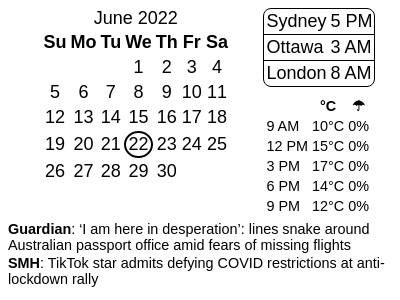 June 2022
Su Mo Tu We Th Fr Sa
1 2 3 4
5 6 7 8 9 10 11
12 13 14 15 16 17 18
19 20 21 22 23 24 25
26 27 28 29 30
Sydney 5 PM
Ottawa 3 AM
London 8 AM
°C ☂
9 AM 10°C 0%
12 PM 15°C 0%
3 PM 17°C 0%
6 PM 14°C 0%
9 PM 12°C 0%
Guardian: ‘I am here in desperation’: lines snake around
Australian passport office amid fears of missing flights
SMH: TikTok star admits defying COVID restrictions at anti-
lockdown rally